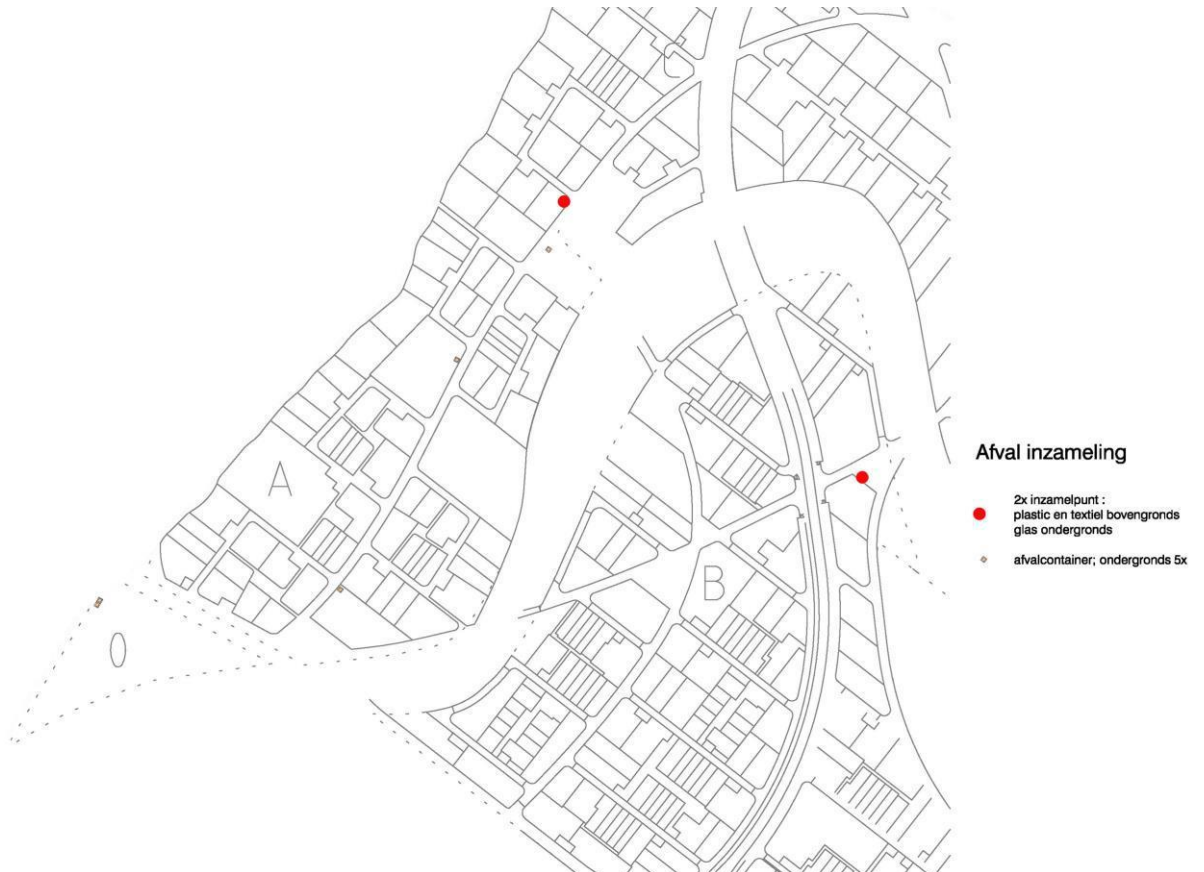 C
A
B
0
Afval inzameling
2x inzamelpunt :
plastic en textiel bovengronds
glas ondergronds
afvalcontainer; ondergronds 5x